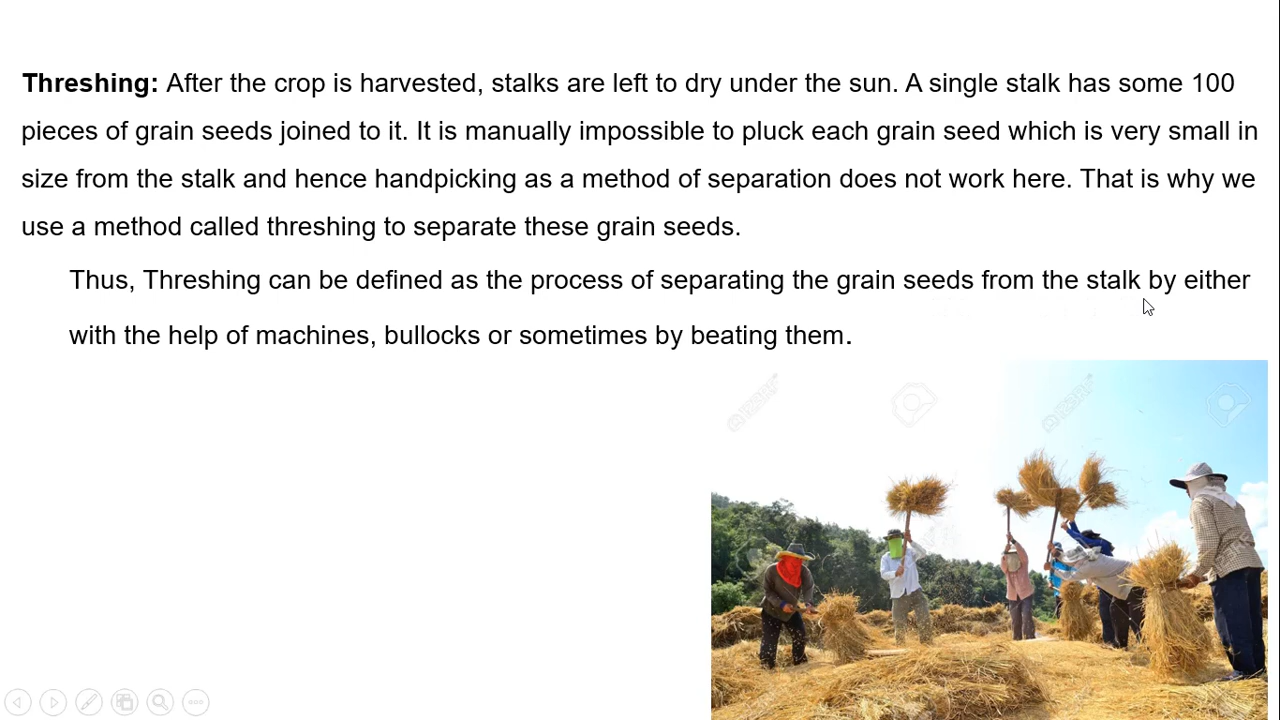 Threshing: After the crop is harvested, stalks are left to dry under the sun. A single stalk has some 100
pieces of grain seeds joined to it. It is manually impossible to pluck each grain seed which is very small in
size from the stalk and hence handpicking as a method of separation does not work here. That is why we
use a method called threshing to separate these grain seeds.
Thus, Threshing can be defined as the process of separating the grain seeds from the stalk by either
with the help of machines, bullocks or sometimes by beating them.